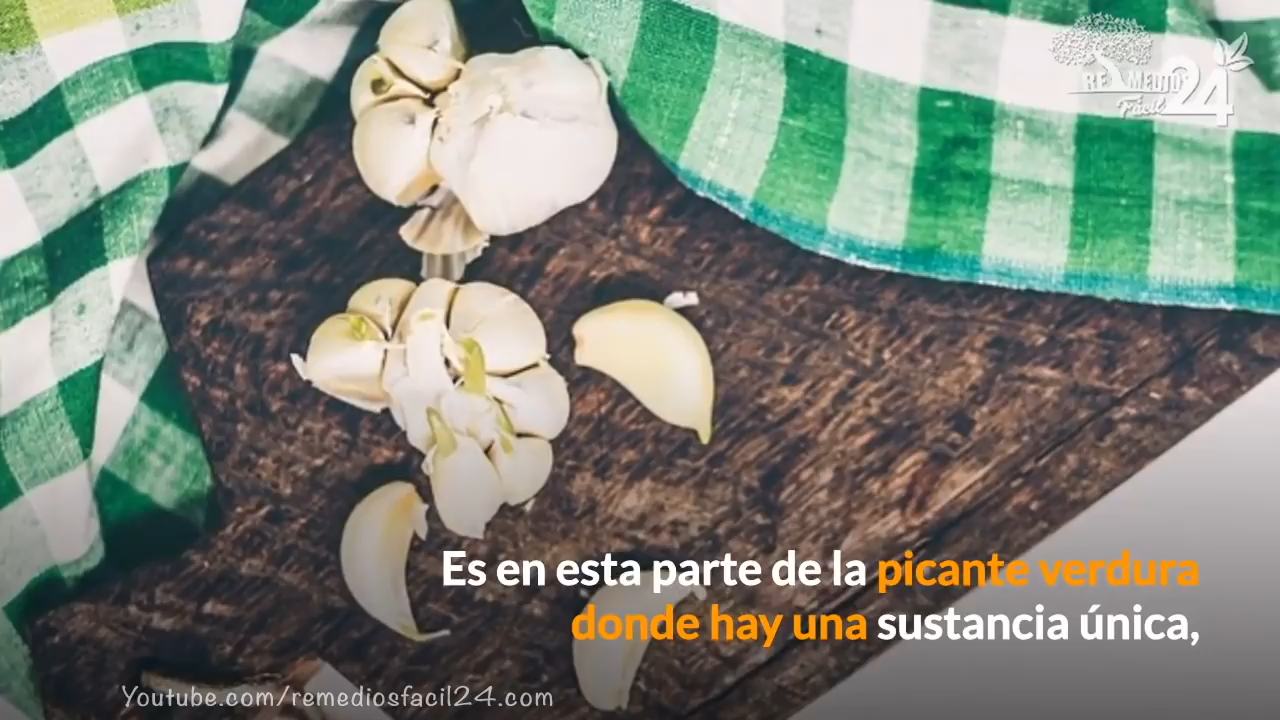 REMEDIOS
Fácil 24
Es en esta parte de la picante verdura
donde hay una sustancia única,
Youtube.com/remediosfacil24.com